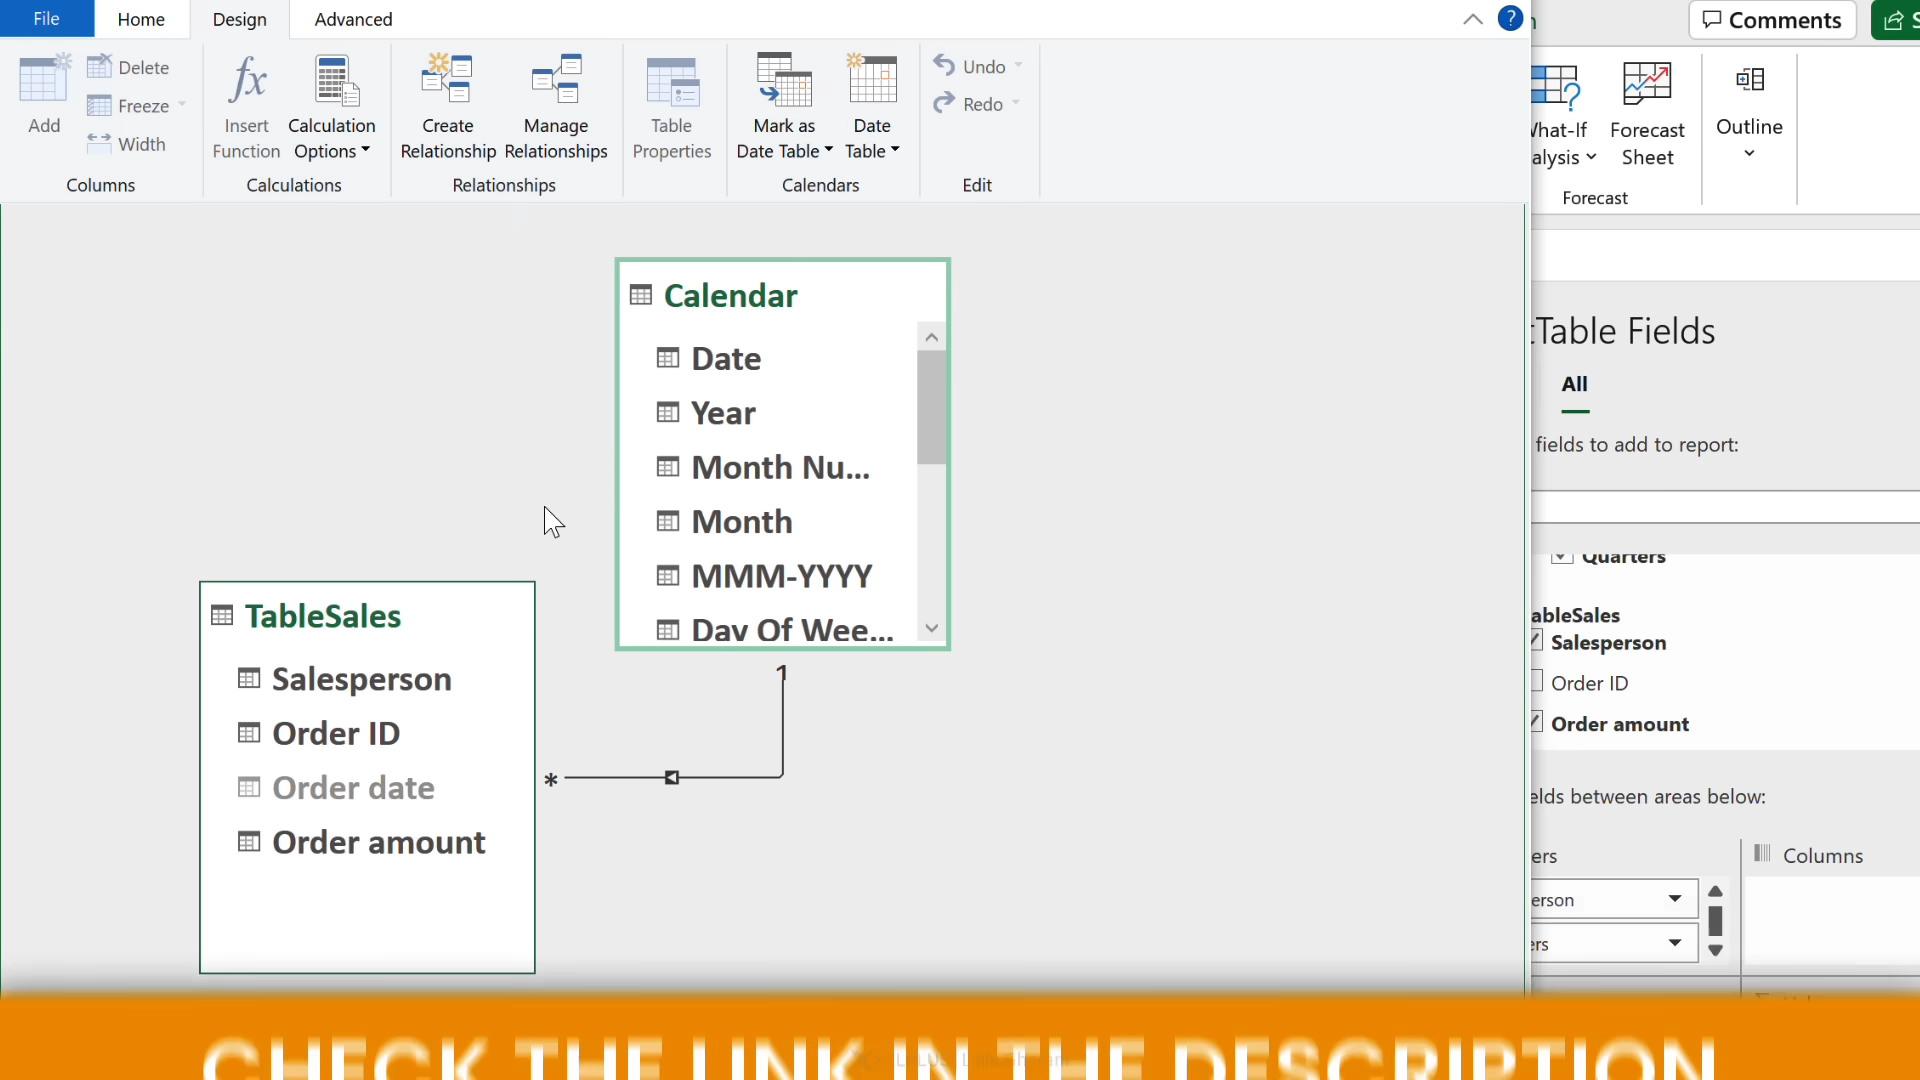 File Home Design Advanced ?
Comments
Add
Delete
Freeze
Width
Columns
fx
Insert
Function
Calculation
Options
Calculations
Create
Relationship
Manage
Relationships
Relationships
Table
Properties
Mark as
Date Table
Date
Table
Calendars
Undo
Redo
Edit
hat-If
alysis
Forecast
Sheet
Forecast
Outline
Table Fields
All
fields to add to report:
Quarters
ableSales
Salesperson
Order ID
Order amount
elds between areas below:
ers
Columns
erson
ers
Calendar
Date
Year
Month Nu...
Month
MMM-YYYY
Day Of Wee...
1
TableSales
Salesperson
Order ID
Order date
Order amount
*
CHECK THE LINK IN THE DESCRIPTION